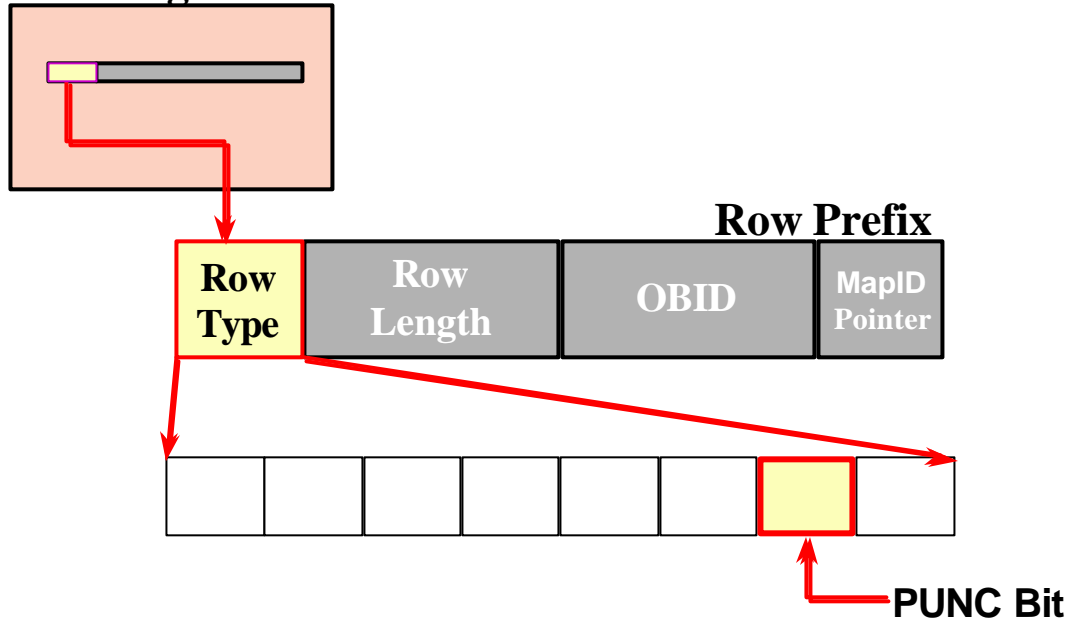 Row Prefix
Row
Type
Row
Length
OBID
MapID
Pointer
PUNC Bit